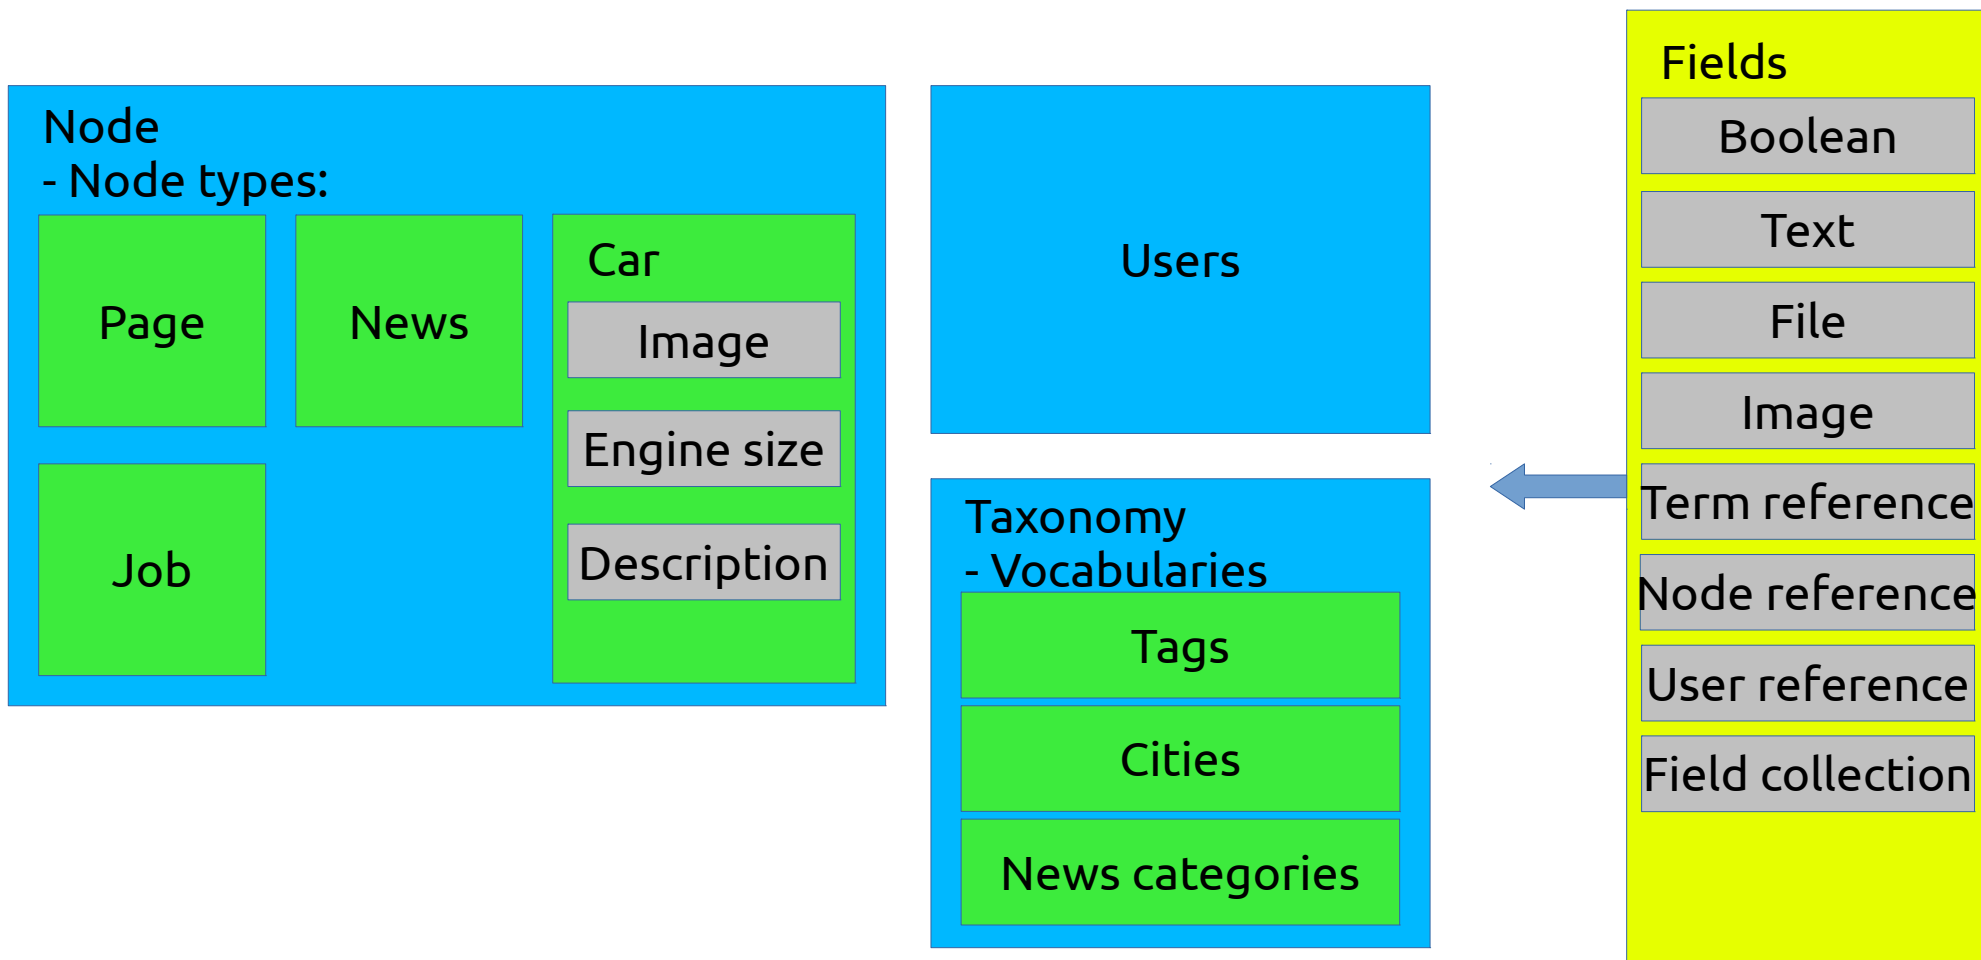 Node
- Node types:
Page
News
Car
Image
Engine size
Description
Job
Users
Taxonomy
- Vocabularies
Tags
Cities
News categories
Fields
Boolean
Text
File
Image
Term reference
Node reference
User reference
Field collection